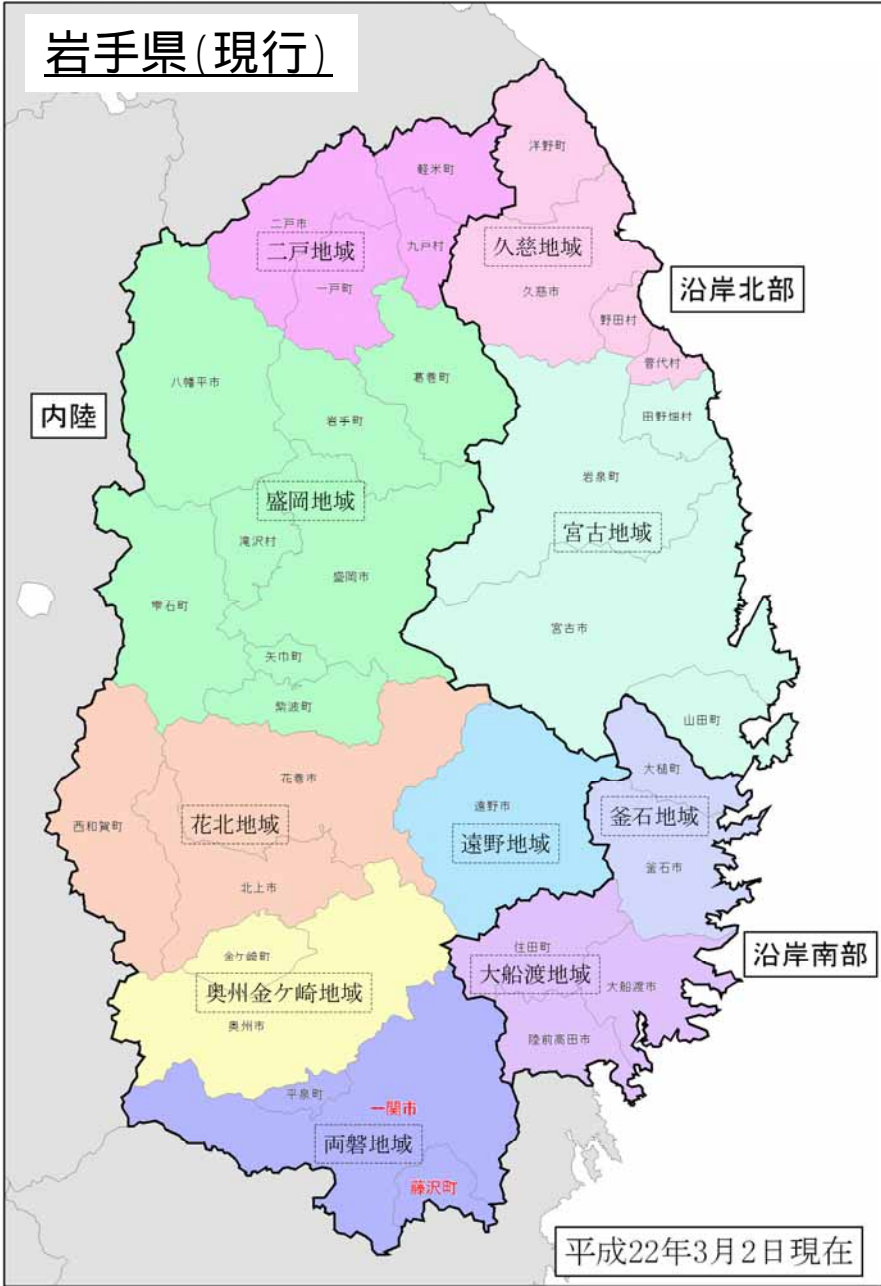 岩手県(現行)
洋野町
軽米町
二戸市
九戸村
二戸地域
久慈地域
一戸町
久慈市
沿岸北部
野田村
普代村
八幡平市
葛巻町
田野畑村
内陸
岩手町
岩泉町
盛岡地域
宮古地域
滝沢村
盛岡市
雫石町
宮古市
矢巾町
紫波町
山田町
大槌町
花巻市
遠野市
西和賀町
花北地域
遠野地域
釜石地域
釜石市
北上市
住田町
沿岸南部
金ケ崎町
大船渡地域
大船渡市
奥州金ケ崎地域
奥州市
陸前高田市
平泉町
一関市
両磐地域
藤沢町
平成22年3月2日現在